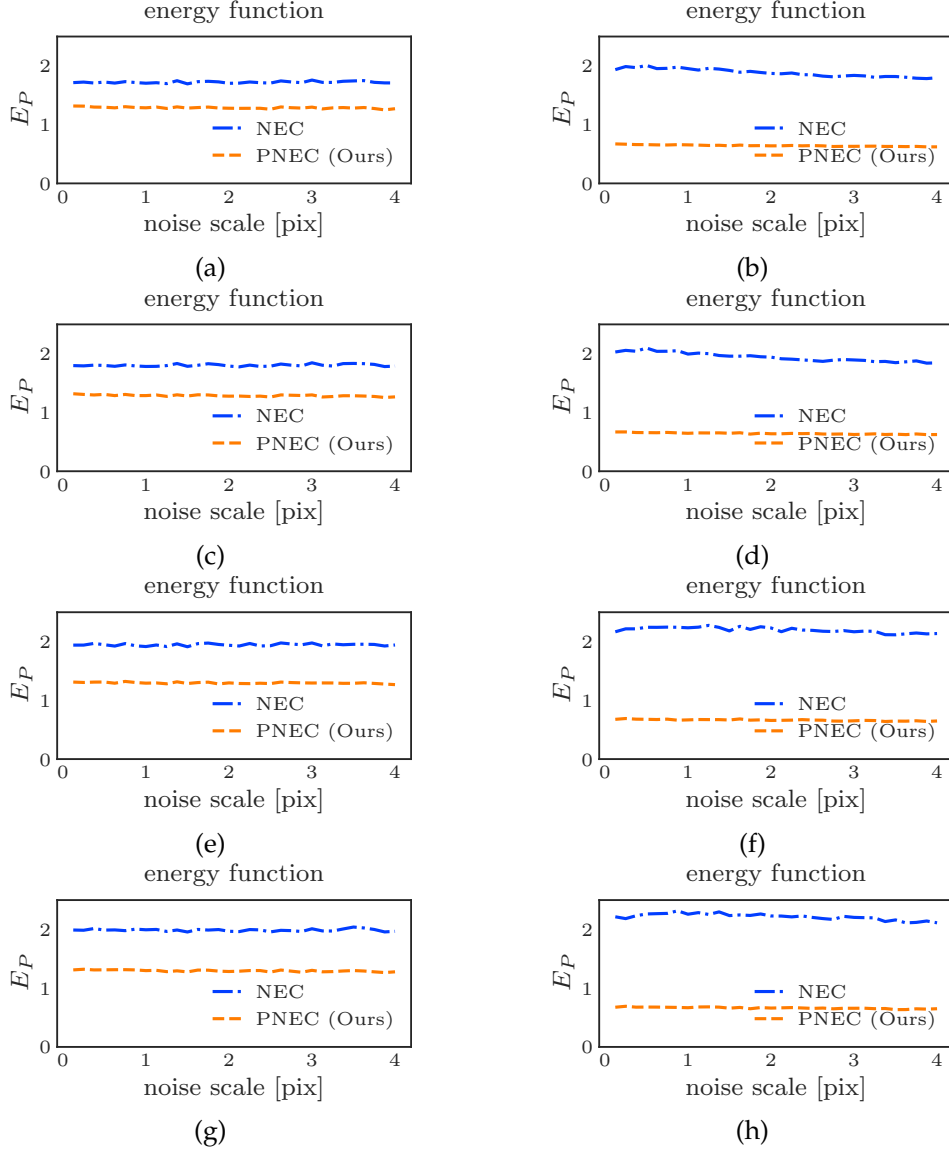 energy function
energy function
2
1
0
E_P
NEC
PNEC (Ours)
0 1 2 3 4
noise scale [pix]
(a)
2
1
0
E_P
NEC
PNEC (Ours)
0 1 2 3 4
noise scale [pix]
(b)
energy function
2
1
0
E_P
NEC
PNEC (Ours)
0 1 2 3 4
noise scale [pix]
(c)
energy function
2
1
0
E_P
NEC
PNEC (Ours)
0 1 2 3 4
noise scale [pix]
(d)
energy function
2
1
0
E_P
NEC
PNEC (Ours)
0 1 2 3 4
noise scale [pix]
(e)
energy function
2
1
0
E_P
NEC
PNEC (Ours)
0 1 2 3 4
noise scale [pix]
(f)
energy function
2
1
0
E_P
NEC
PNEC (Ours)
0 1 2 3 4
noise scale [pix]
(g)
energy function
2
1
0
E_P
NEC
PNEC (Ours)
0 1 2 3 4
noise scale [pix]
(h)